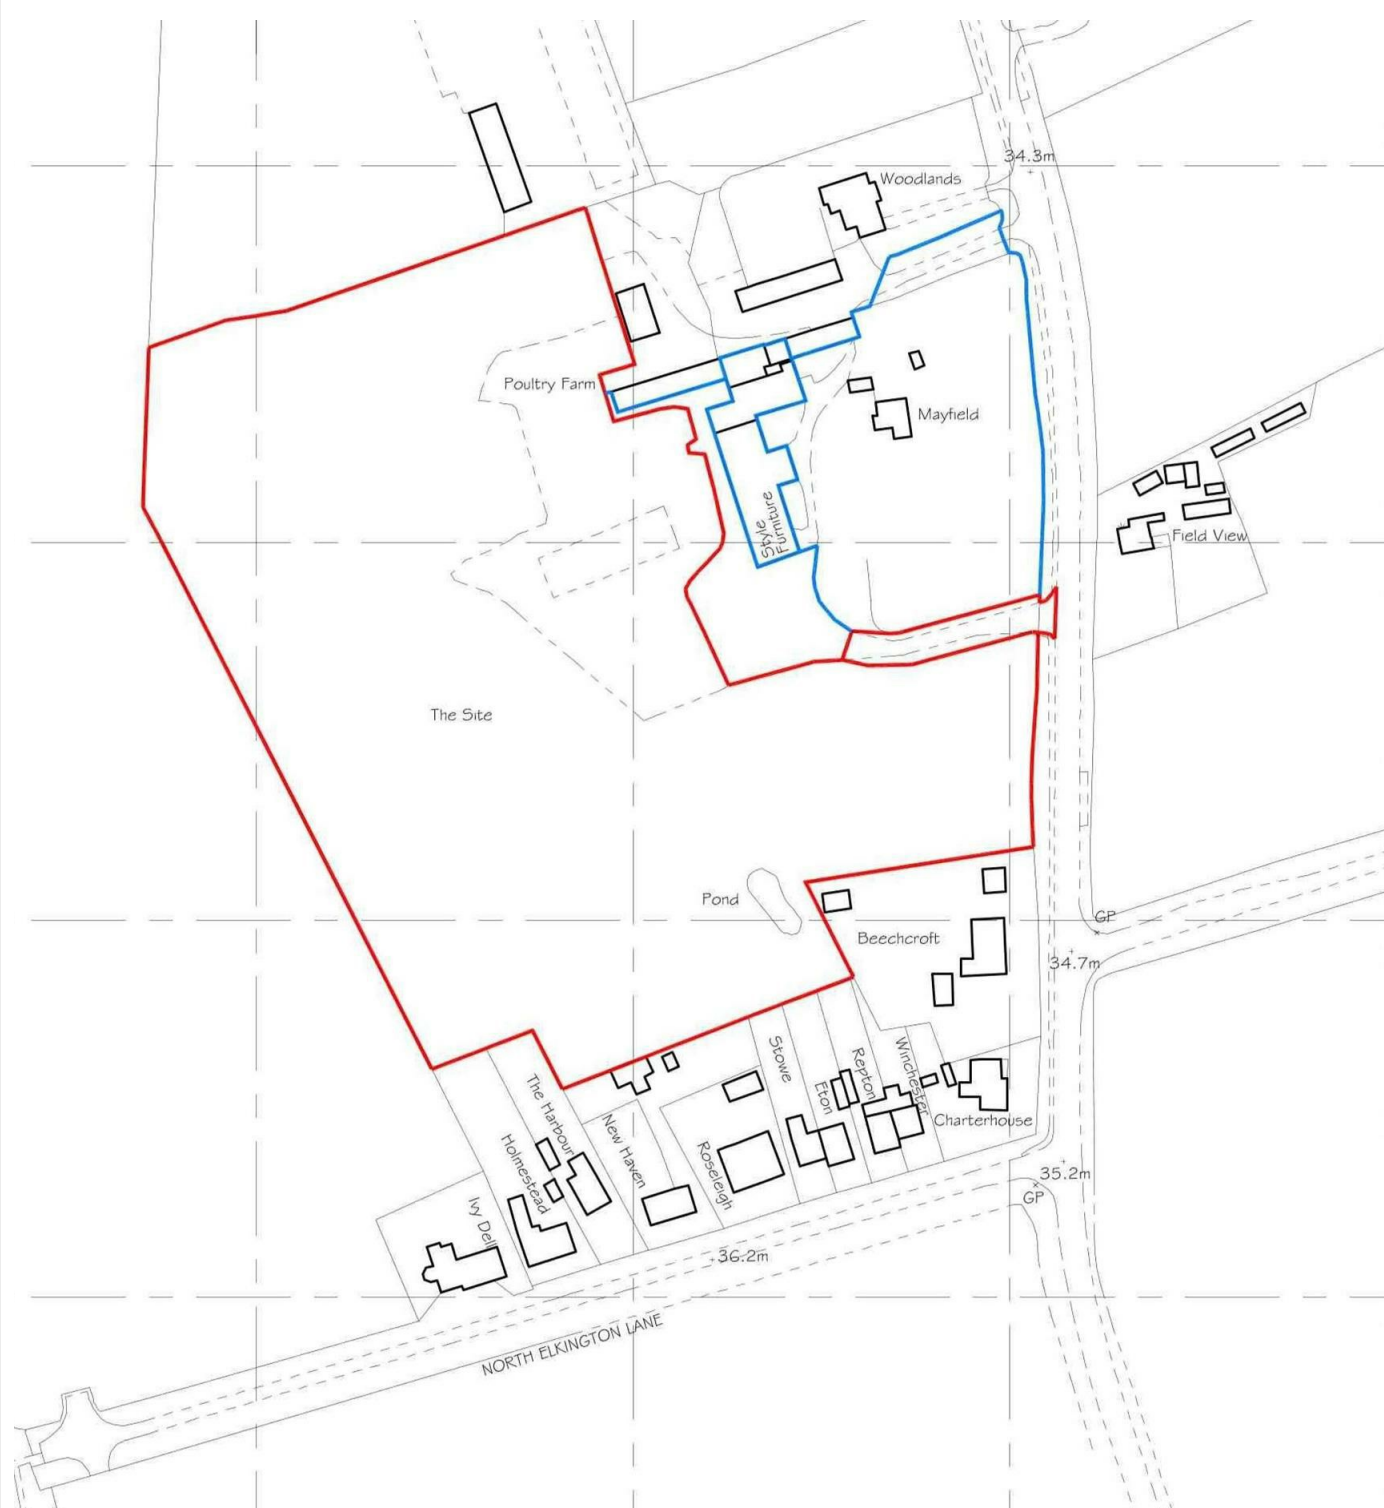 34.3m
Woodlands
Poultry Farm
Mayfield
Style
Furniture
Field View
The Site
Pond
GP
Beechcroft
34.7m
Stowe
Winchester
Repton
The Harbour
Eton
New Haven
Charterhouse
Holmestead
Roseleigh
35.2m
GP
Ivy Dell
36.2m
NORTH ELKINGTON LANE